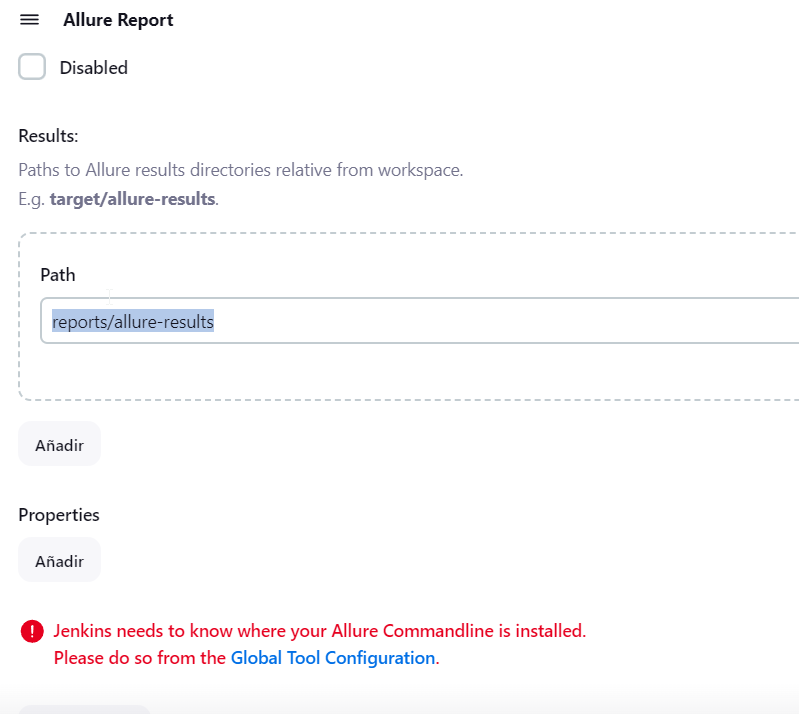 Allure Report
Disabled
Results:
Paths to Allure results directories relative from workspace.
E.g. target/allure-results.
Path
reports/allure-results
Añadir
Properties
Añadir
Jenkins needs to know where your Allure Commandline is installed.
Please do so from the Global Tool Configuration.